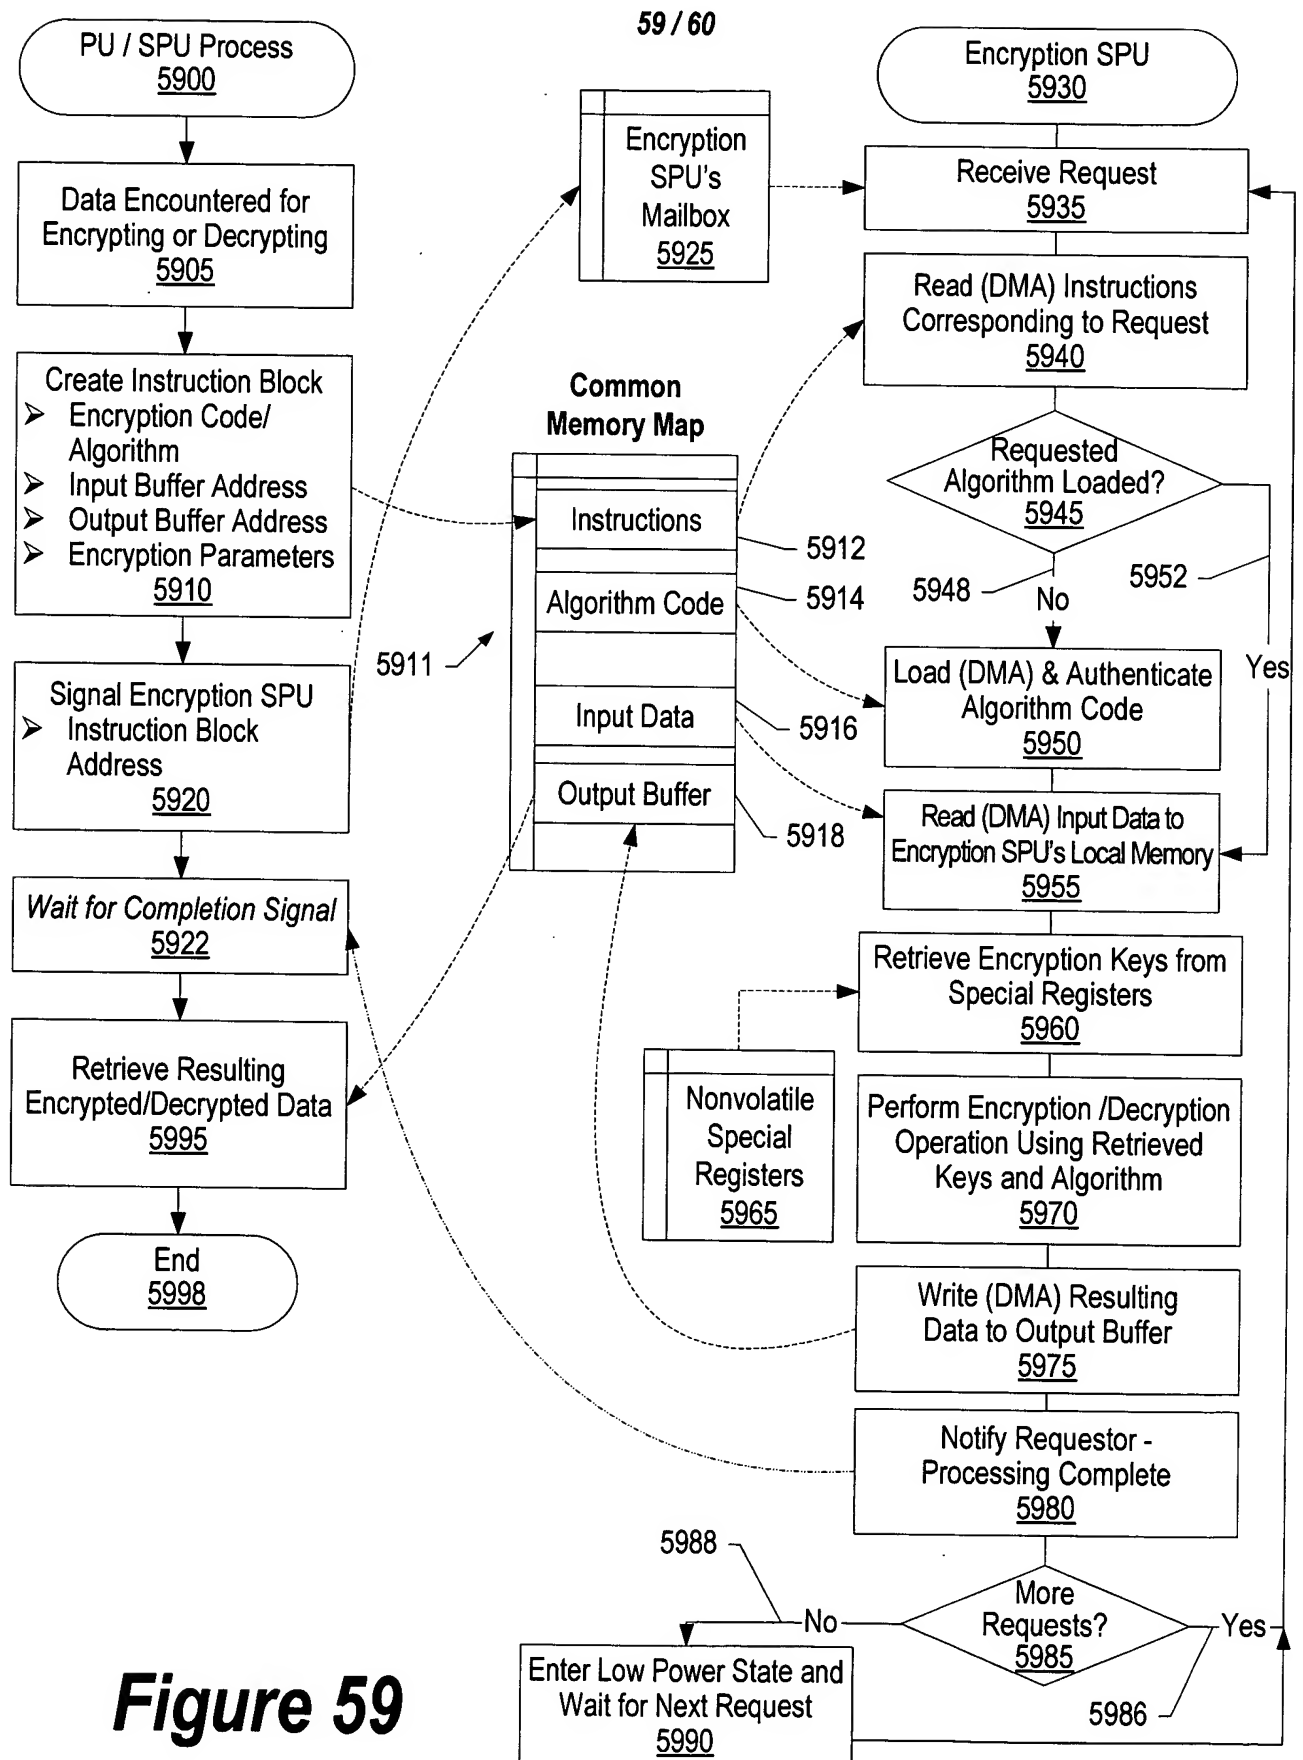 59 / 60
PU / SPU Process
5900
Data Encountered for
Encrypting or Decrypting
5905
Create Instruction Block
➢ Encryption Code/
Algorithm
➢ Input Buffer Address
➢ Output Buffer Address
➢ Encryption Parameters
5910
Signal Encryption SPU
➢ Instruction Block
Address
5920
Wait for Completion Signal
5922
Retrieve Resulting
Encrypted/Decrypted Data
5995
End
5998
Encryption
SPU's
Mailbox
5925
Common
Memory Map
Instructions
5912
Algorithm Code
5914
5911
Input Data
5916
Output Buffer
5918
Nonvolatile
Special
Registers
5965
Encryption SPU
5930
Receive Request
5935
Read (DMA) Instructions
Corresponding to Request
5940
Requested
Algorithm Loaded?
5945
5948
No
5952
Yes
Load (DMA) & Authenticate
Algorithm Code
5950
Read (DMA) Input Data to
Encryption SPU's Local Memory
5955
Retrieve Encryption Keys from
Special Registers
5960
Perform Encryption /Decryption
Operation Using Retrieved
Keys and Algorithm
5970
Write (DMA) Resulting
Data to Output Buffer
5975
Notify Requestor -
Processing Complete
5980
More
Requests?
5985
5988
No
Yes
5986
Enter Low Power State and
Wait for Next Request
5990
Figure 59